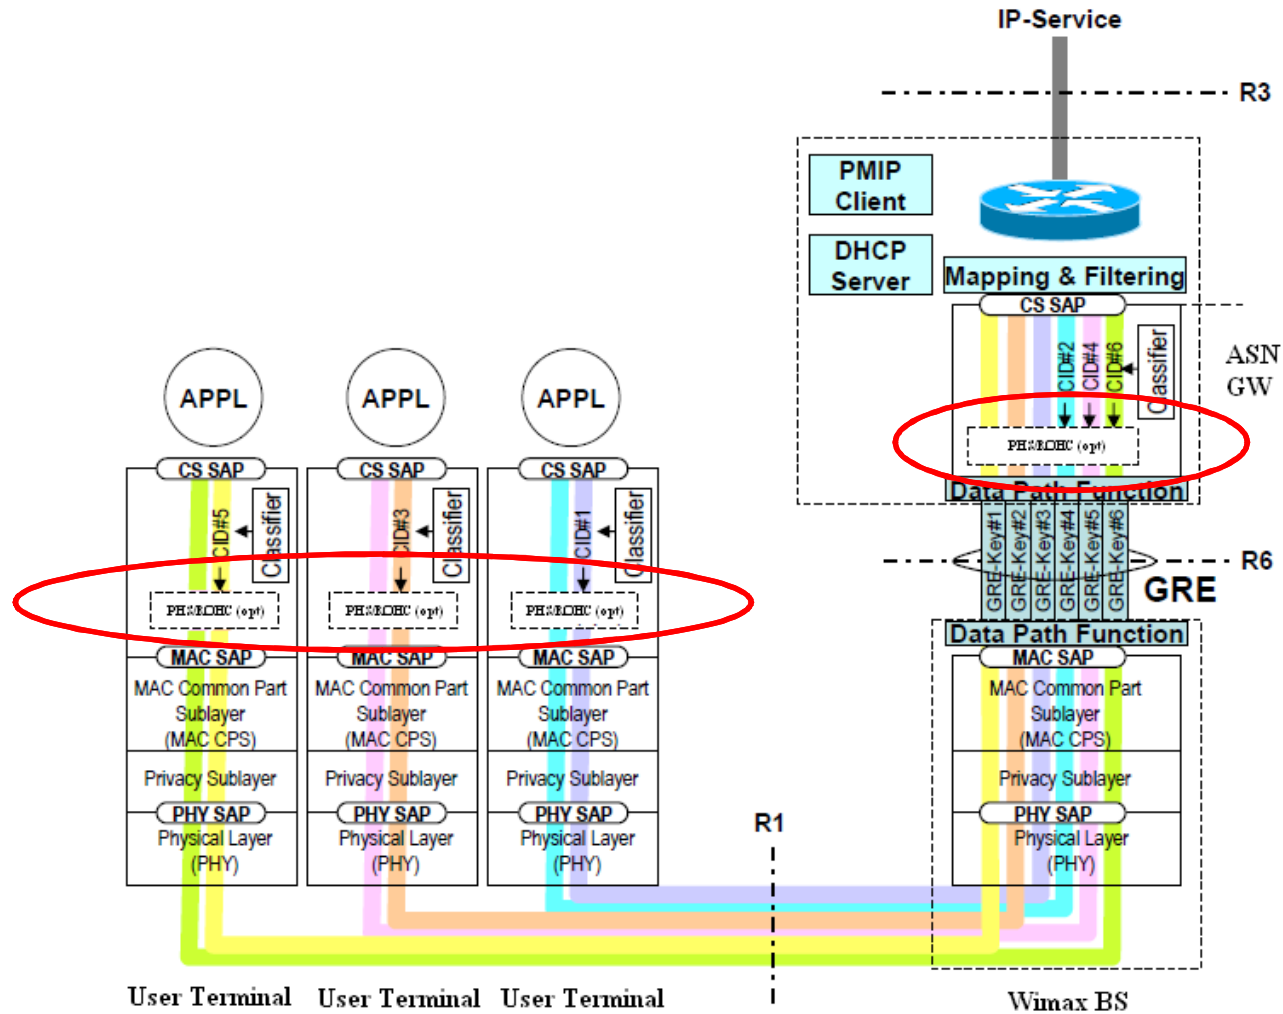 IP-Service
R3
PMIP
Client
DHCP
Server
Mapping & Filtering
CS SAP
CID#2
CID#4
CID#6
Classifier
ASN
GW
PHS/ROHC (opt)
Data Path Function
GRE-Key#1
GRE-Key#2
GRE-Key#3
GRE-Key#4
GRE-Key#5
GRE-Key#6
R6
GRE
Data Path Function
MAC SAP
MAC Common Part
Sublayer
(MAC CPS)
Privacy Sublayer
PHY SAP
Physical Layer
(PHY)
Wimax BS
APPL
CS SAP
CID#5
Classifier
PHS/ROHC (opt)
MAC SAP
MAC Common Part
Sublayer
(MAC CPS)
Privacy Sublayer
PHY SAP
Physical Layer
(PHY)
User Terminal
APPL
CS SAP
CID#3
Classifier
PHS/ROHC (opt)
MAC SAP
MAC Common Part
Sublayer
(MAC CPS)
Privacy Sublayer
PHY SAP
Physical Layer
(PHY)
User Terminal
APPL
CS SAP
CID#1
Classifier
PHS/ROHC (opt)
MAC SAP
MAC Common Part
Sublayer
(MAC CPS)
Privacy Sublayer
PHY SAP
Physical Layer
(PHY)
User Terminal
R1